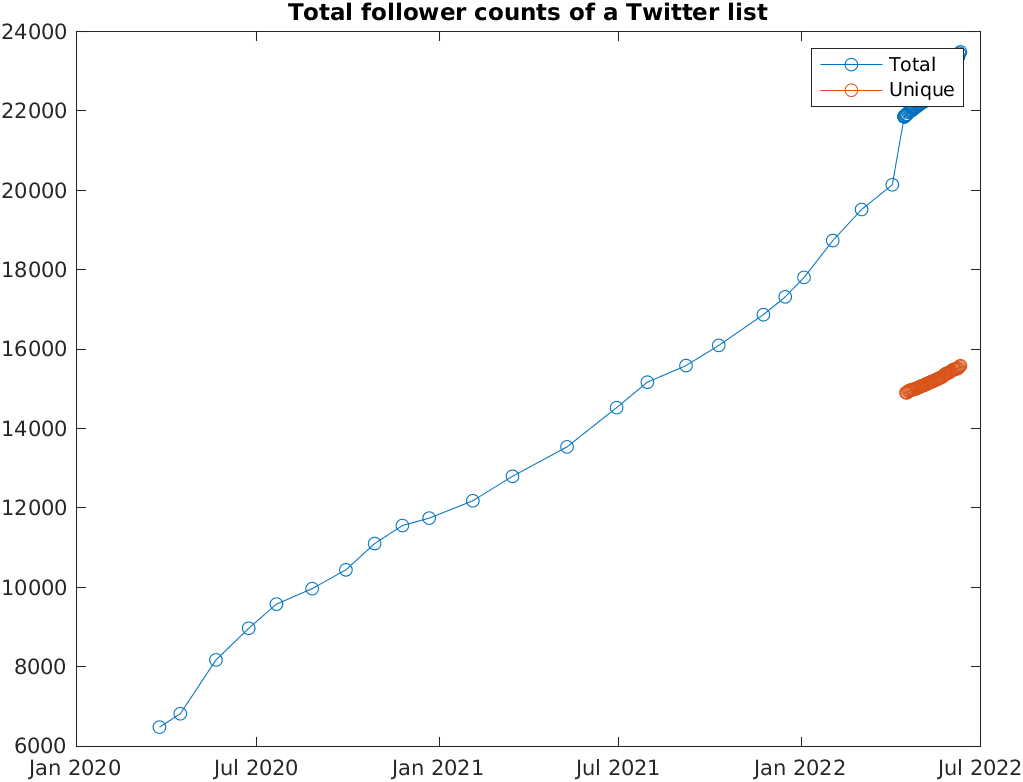 Total follower counts of a Twitter list
24000
22000
20000
18000
16000
14000
12000
10000
8000
6000
Jan 2020
Jul 2020
Jan 2021
Jul 2021
Jan 2022
Jul 2022
Total
Unique